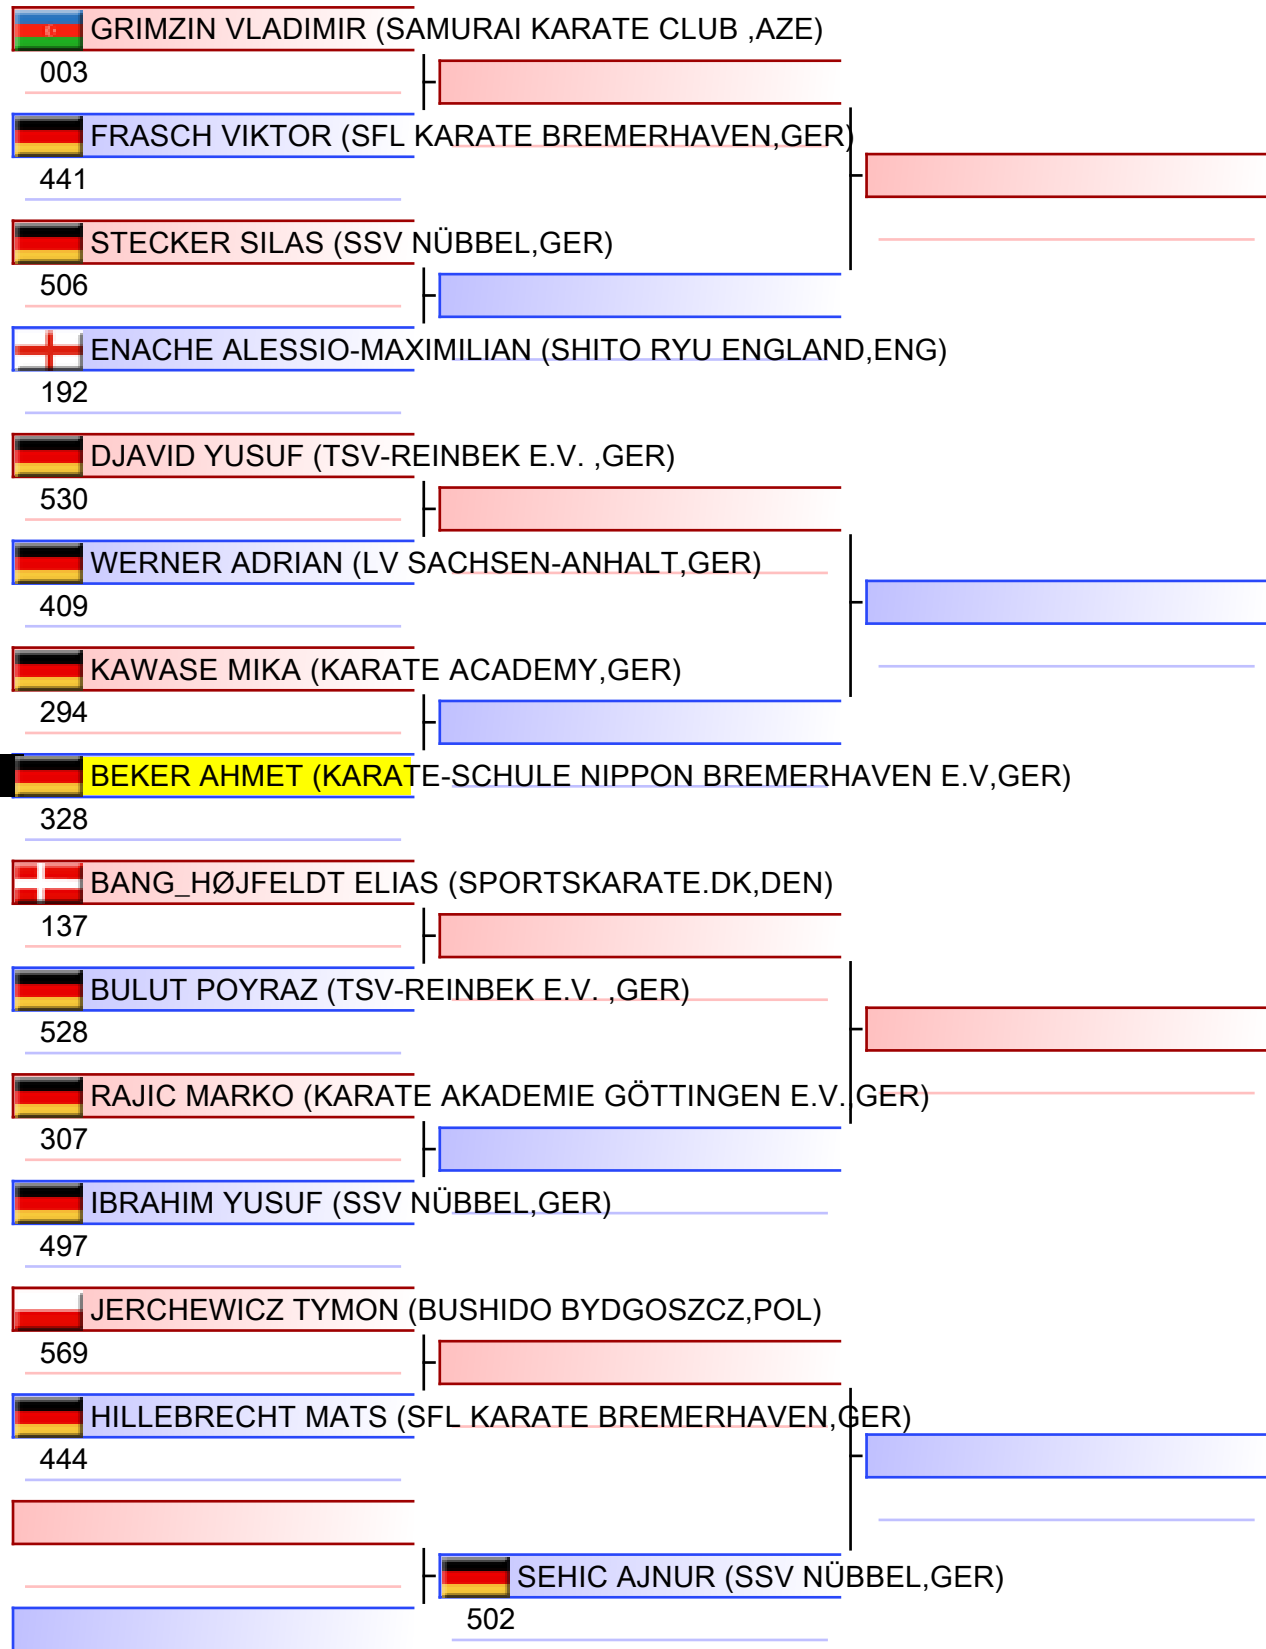 GRIMZIN VLADIMIR (SAMURAI KARATE CLUB ,AZE)
003
FRASCH VIKTOR (SFL KARATE BREMERHAVEN,GER)
441
STECKER SILAS (SSV NÜBBEL,GER)
506
ENACHE ALESSIO-MAXIMILIAN (SHITO RYU ENGLAND,ENG)
192
DJAVID YUSUF (TSV-REINBEK E.V. ,GER)
530
WERNER ADRIAN (LV SACHSEN-ANHALT,GER)
409
KAWASE MIKA (KARATE ACADEMY,GER)
294
BEKER AHMET (KARATE-SCHULE NIPPON BREMERHAVEN E.V,GER)
328
BANG_HØJFELDT ELIAS (SPORTSKARATE.DK,DEN)
137
BULUT POYRAZ (TSV-REINBEK E.V. ,GER)
528
RAJIC MARKO (KARATE AKADEMIE GÖTTINGEN E.V.,GER)
307
IBRAHIM YUSUF (SSV NÜBBEL,GER)
497
JERCHEWICZ TYMON (BUSHIDO BYDGOSZCZ,POL)
569
HILLEBRECHT MATS (SFL KARATE BREMERHAVEN,GER)
444
SEHIC AJNUR (SSV NÜBBEL,GER)
502